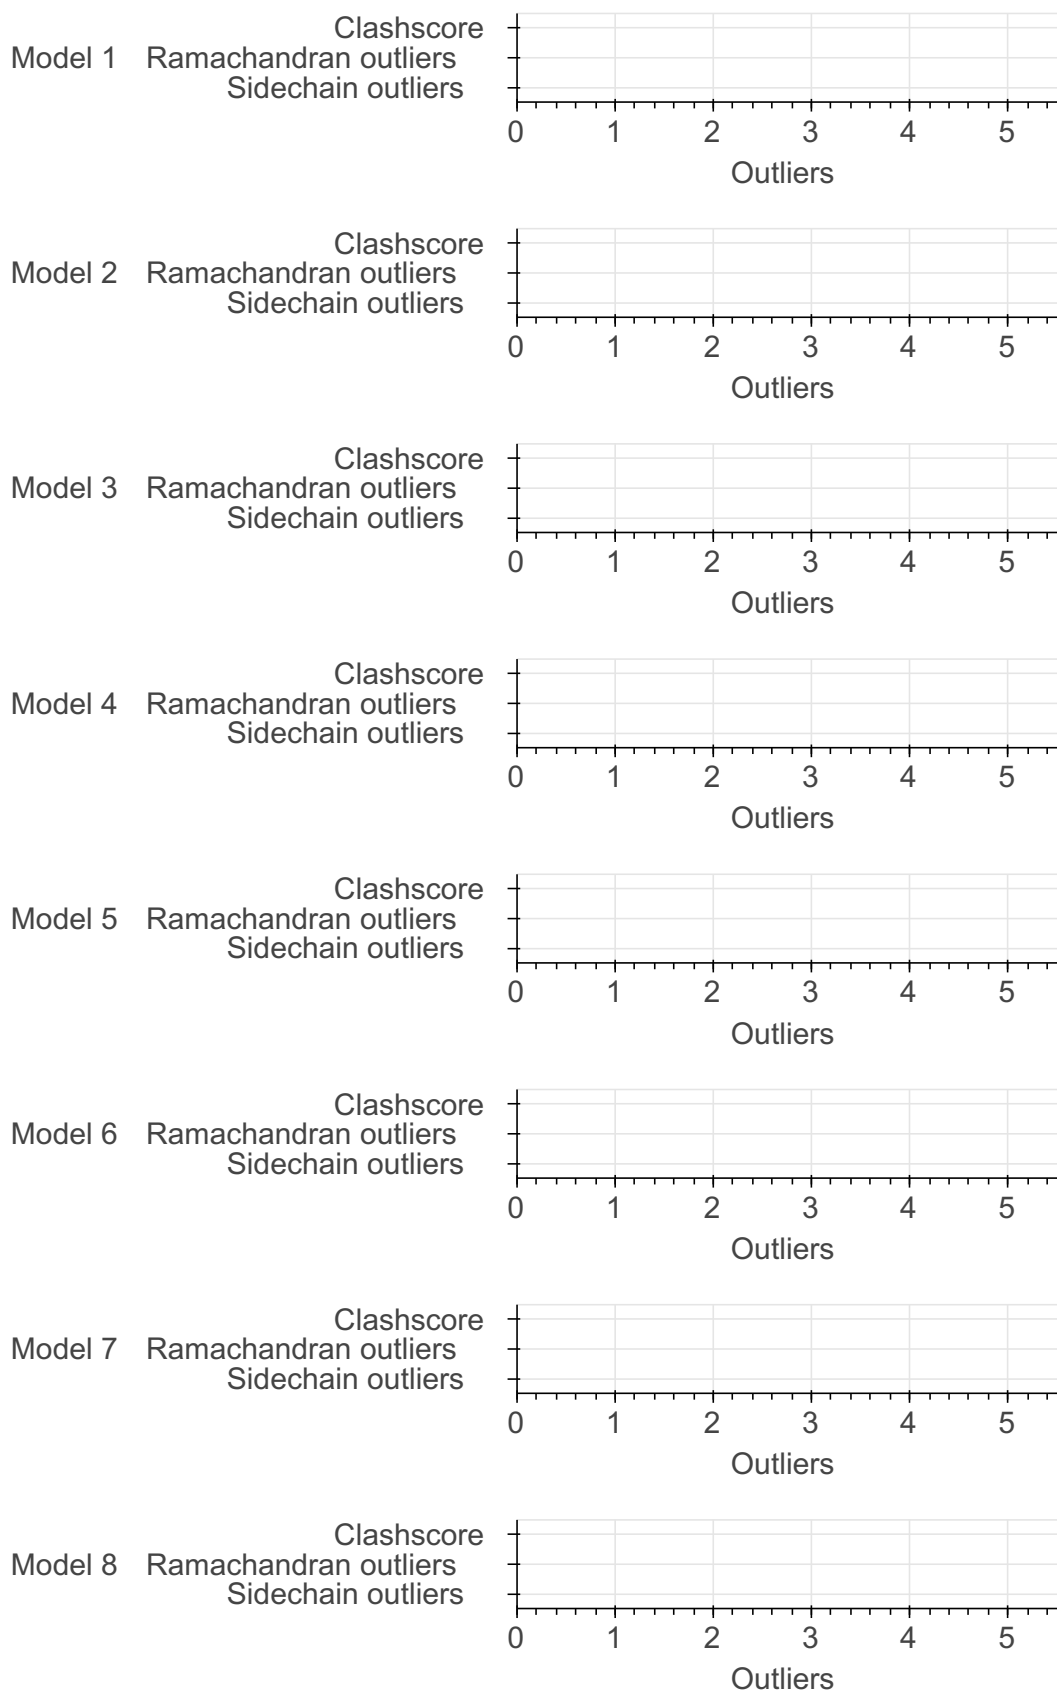 Clashscore
Model 1 Ramachandran outliers
Sidechain outliers
0 1 2 3 4 5
Outliers
Clashscore
Model 2 Ramachandran outliers
Sidechain outliers
0 1 2 3 4 5
Outliers
Clashscore
Model 3 Ramachandran outliers
Sidechain outliers
0 1 2 3 4 5
Outliers
Clashscore
Model 4 Ramachandran outliers
Sidechain outliers
0 1 2 3 4 5
Outliers
Clashscore
Model 5 Ramachandran outliers
Sidechain outliers
0 1 2 3 4 5
Outliers
Clashscore
Model 6 Ramachandran outliers
Sidechain outliers
0 1 2 3 4 5
Outliers
Clashscore
Model 7 Ramachandran outliers
Sidechain outliers
0 1 2 3 4 5
Outliers
Clashscore
Model 8 Ramachandran outliers
Sidechain outliers
0 1 2 3 4 5
Outliers